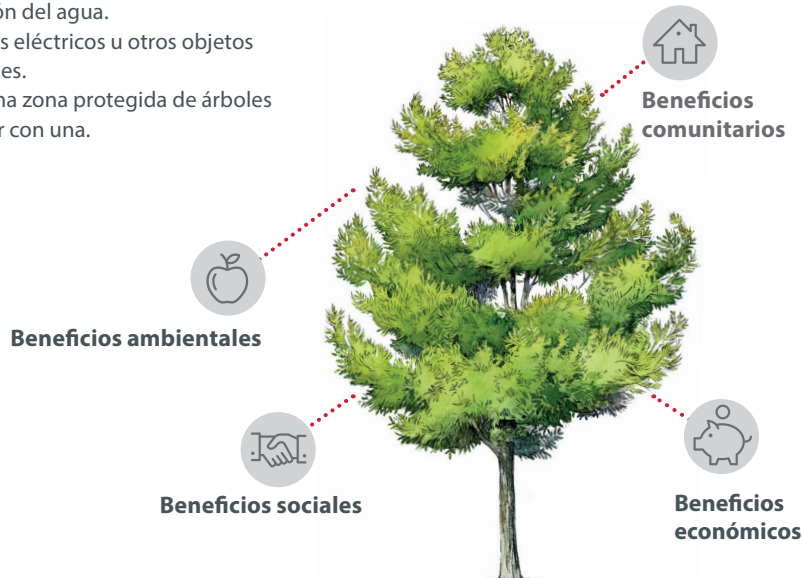 ón del agua.
s eléctricos u otros objetos
es.
na zona protegida de árboles
r con una.
Beneficios
comunitarios
Beneficios ambientales
Beneficios sociales
Beneficios
económicos